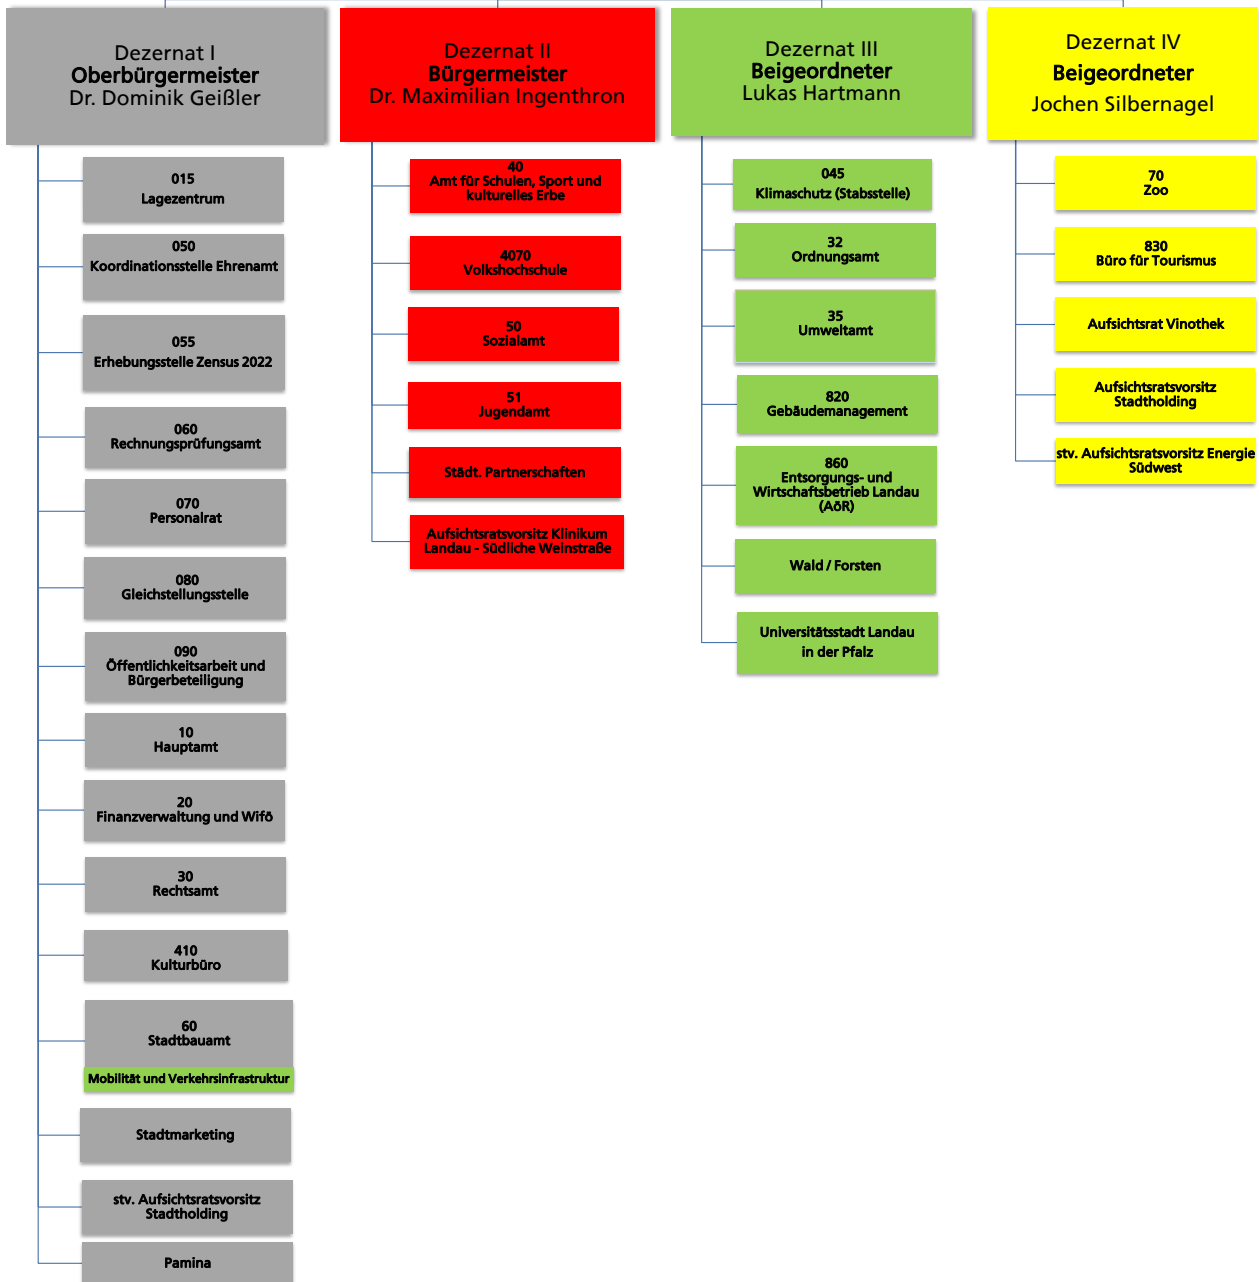 Dezernat I
Oberbürgermeister
Dr. Dominik Geißler
015
Lagezentrum
050
Koordinationsstelle Ehrenamt
055
Erhebungsstelle Zensus 2022
060
Rechnungsprüfungsamt
070
Personalrat
080
Gleichstellungsstelle
090
Öffentlichkeitsarbeit und
Bürgerbeteiligung
10
Hauptamt
20
Finanzverwaltung und Wifö
30
Rechtsamt
410
Kulturbüro
60
Stadtbauamt
Mobilität und Verkehrsinfrastruktur
Stadtmarketing
stv. Aufsichtsratsvorsitz
Stadtholding
Pamina
Dezernat II
Bürgermeister
Dr. Maximilian Ingenthron
40
Amt für Schulen, Sport und
kulturelles Erbe
4070
Volkshochschule
50
Sozialamt
51
Jugendamt
Städt. Partnerschaften
Aufsichtsratsvorsitz Klinikum
Landau - Südliche Weinstraße
Dezernat III
Beigeordneter
Lukas Hartmann
045
Klimaschutz (Stabsstelle)
32
Ordnungsamt
35
Umweltamt
820
Gebäudemanagement
860
Entsorgungs- und
Wirtschaftsbetrieb Landau
(AöR)
Wald / Forsten
Universitätsstadt Landau
in der Pfalz
Dezernat IV
Beigeordneter
Jochen Silbernagel
70
Zoo
830
Büro für Tourismus
Aufsichtsrat Vinothek
Aufsichtsratsvorsitz
Stadtholding
stv. Aufsichtsratsvorsitz Energie
Südwest